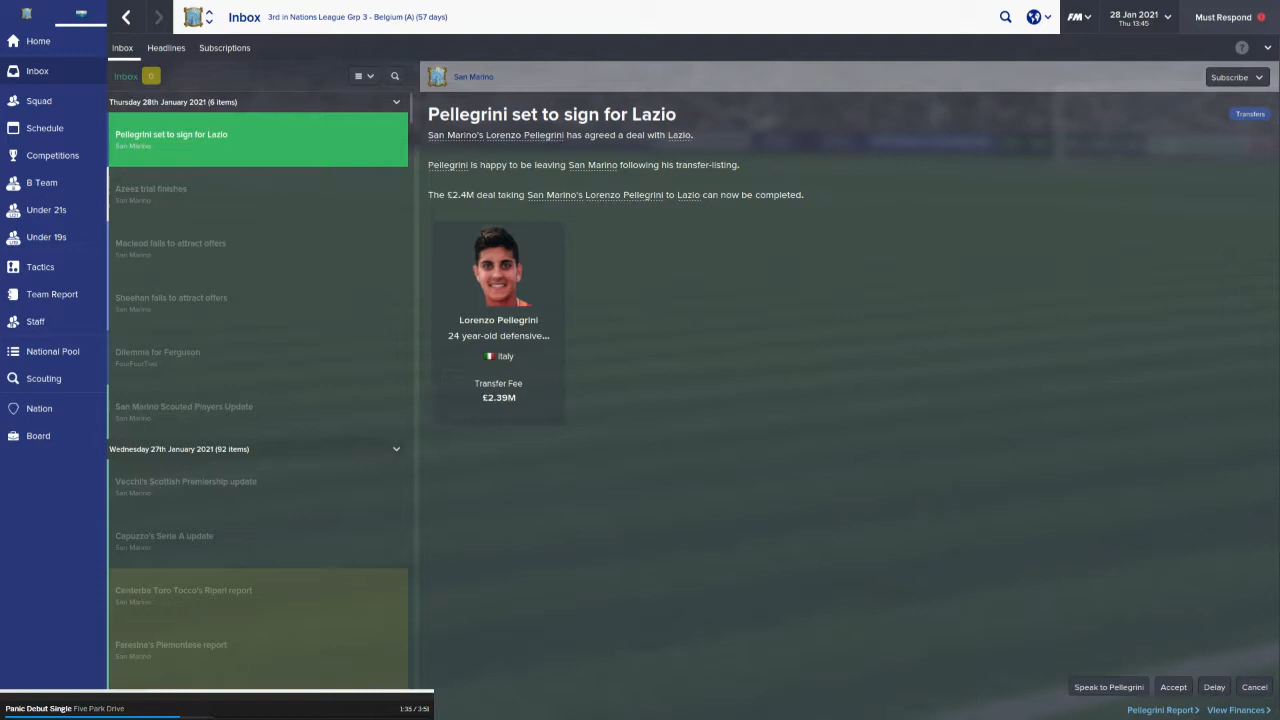 Inbox
3rd in Nations League Grp 3 - Belgium (A) (57 days)
FM
28 Jan 2021
Thu 13:45
Must Respond
Home
Inbox
Squad
Schedule
Competitions
B Team
Under 21s
Under 19s
Tactics
Team Report
Staff
National Pool
Scouting
Nation
Board
Inbox Headlines Subscriptions
Inbox 0
Thursday 28th January 2021 (6 items)
Pellegrini set to sign for Lazio
San Marino
Azeez trial finishes
San Marino
Macleod fails to attract offers
San Marino
Sheehan fails to attract offers
San Marino
Dilemma for Ferguson
FourFourTwo
San Marino Scouted Players Update
San Marino
Wednesday 27th January 2021 (92 items)
Vecchi's Scottish Premiership update
San Marino
Capuzzo's Serie A update
San Marino
Centerba Toro Tocco's Ripari report
San Marino
Paresina's Piemontese report
San Marino
San Marino
Subscribe
Pellegrini set to sign for Lazio
Transfers
San Marino's Lorenzo Pellegrini has agreed a deal with Lazio.
Pellegrini is happy to be leaving San Marino following his transfer-listing.
The £2.4M deal taking San Marino's Lorenzo Pellegrini to Lazio can now be completed.
Lorenzo Pellegrini
24 year-old defensive...
Italy
Transfer Fee
£2.39M
Speak to Pellegrini Accept Delay Cancel
Pellegrini Report > View Finances >
Panic Debut Single Five Park Drive
1:35 / 3:51